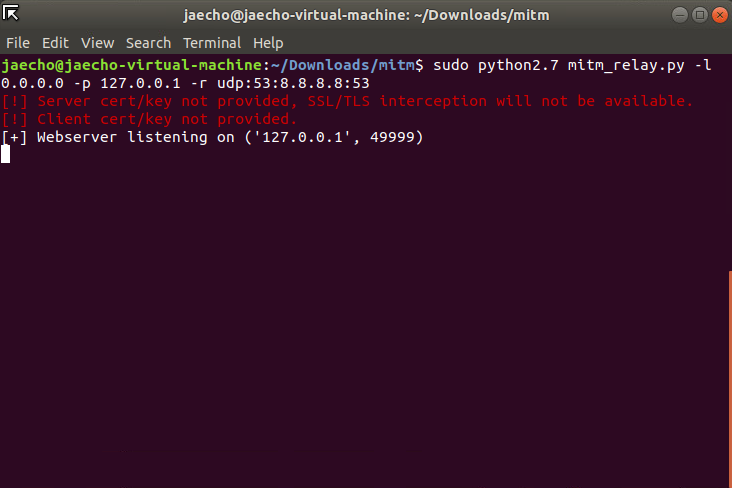 jaecho@jaecho-virtual-machine: ~/Downloads/mitm
File Edit View Search Terminal Help
jaecho@jaecho-virtual-machine:~/Downloads/mitm$ sudo python2.7 mitm_relay.py -l
0.0.0.0 -p 127.0.0.1 -r udp:53:8.8.8.8:53
[!] Server cert/key not provided, SSL/TLS interception will not be available.
[!] Client cert/key not provided.
[+] Webserver listening on ('127.0.0.1', 49999)